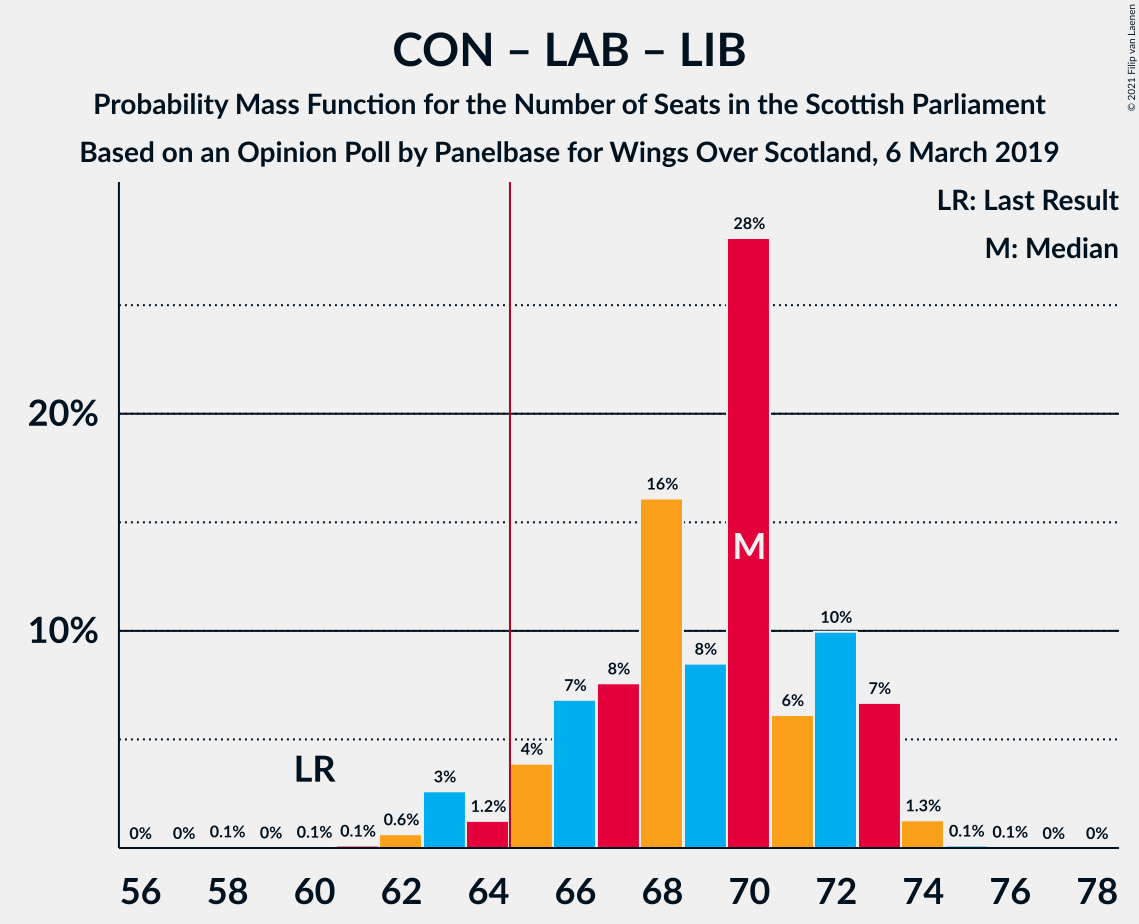 CON – LAB – LIB
Probability Mass Function for the Number of Seats in the Scottish Parliament
Based on an Opinion Poll by Panelbase for Wings Over Scotland, 6 March 2019
© 2021 Filip van Laenen
LR: Last Result
M: Median
20%
10%
0% 0% 0.1% 0% 0.1% 0.1% 0.6% 3% 1.2% 4% 7% 8% 16% 8% 28% 6% 10% 7% 1.3% 0.1% 0.1% 0% 0%
LR
M
56 58 60 62 64 66 68 70 72 74 76 78